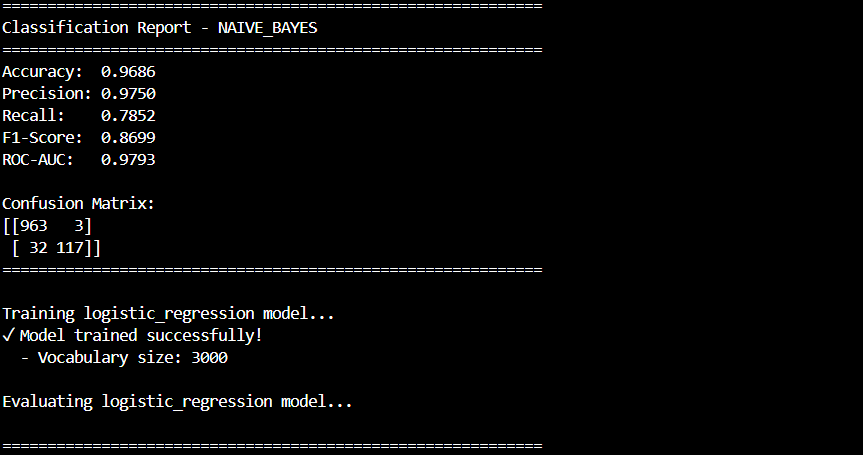 ============================================================
Classification Report - NAIVE_BAYES
============================================================
Accuracy:  0.9686
Precision: 0.9750
Recall:    0.7852
F1-Score:  0.8699
ROC-AUC:   0.9793

Confusion Matrix:
[[963   3]
 [ 32 117]]
============================================================

Training logistic_regression model...
✓ Model trained successfully!
  - Vocabulary size: 3000

Evaluating logistic_regression model...

============================================================